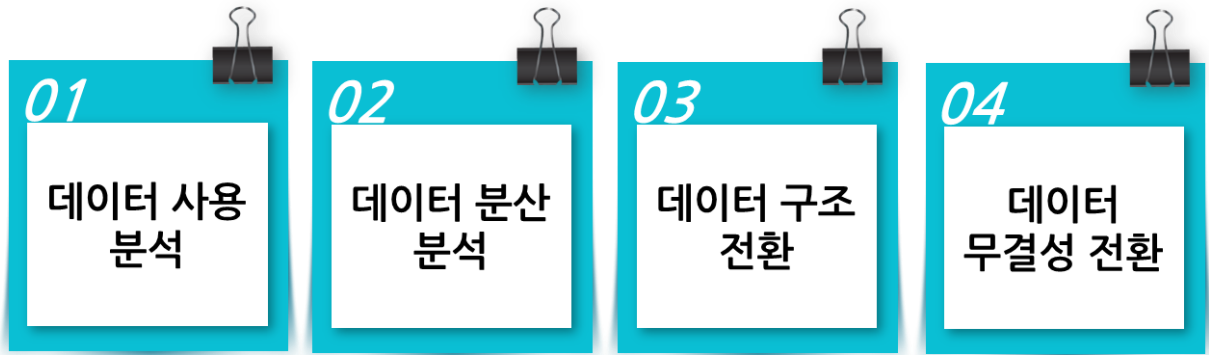 01
데이터 사용
분석
02
데이터 분산
분석
03
데이터 구조
전환
04
데이터
무결성 전환